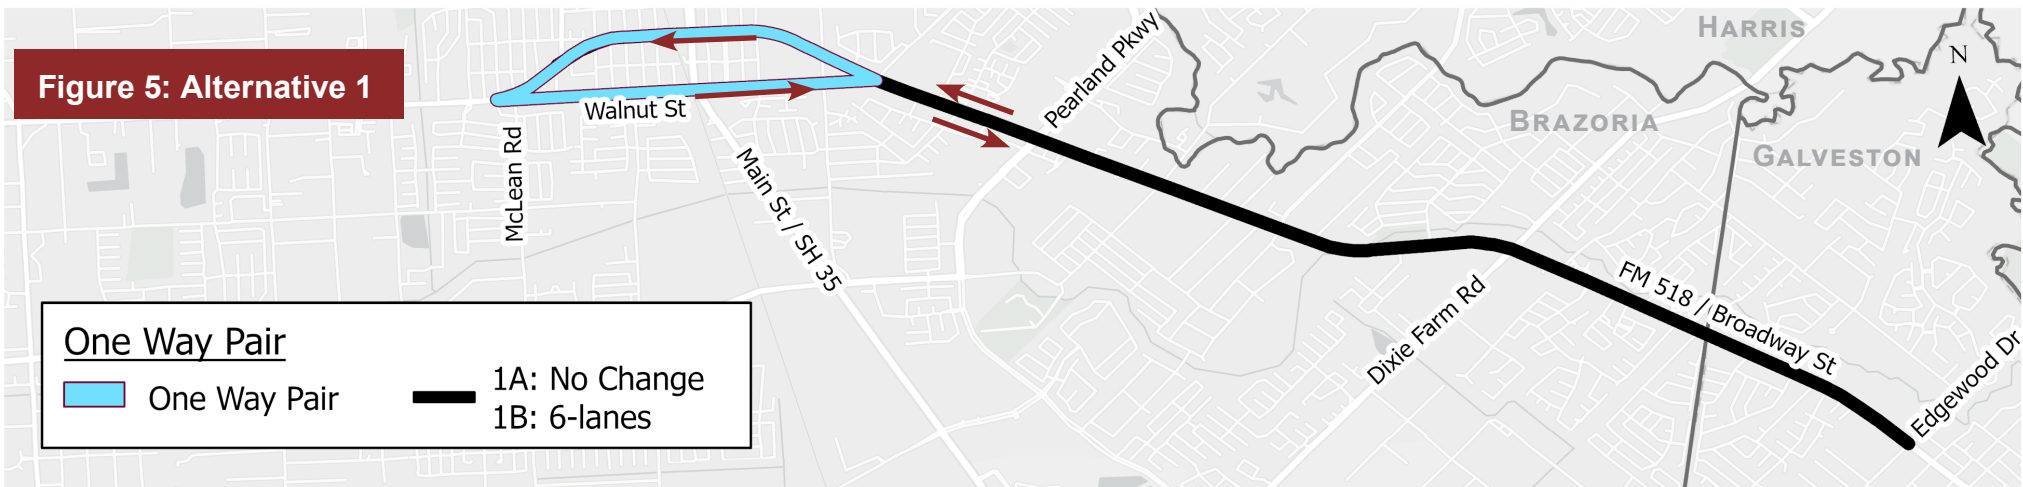 Figure 5: Alternative 1
HARRIS
N
Pearland Pkwy
BRAZORIA
GALVESTON
Walnut St
McLean Rd
Main St / SH 35
FM 518 / Broadway St
Dixie Farm Rd
Edgewood Dr
One Way Pair
One Way Pair
1A: No Change
1B: 6-lanes